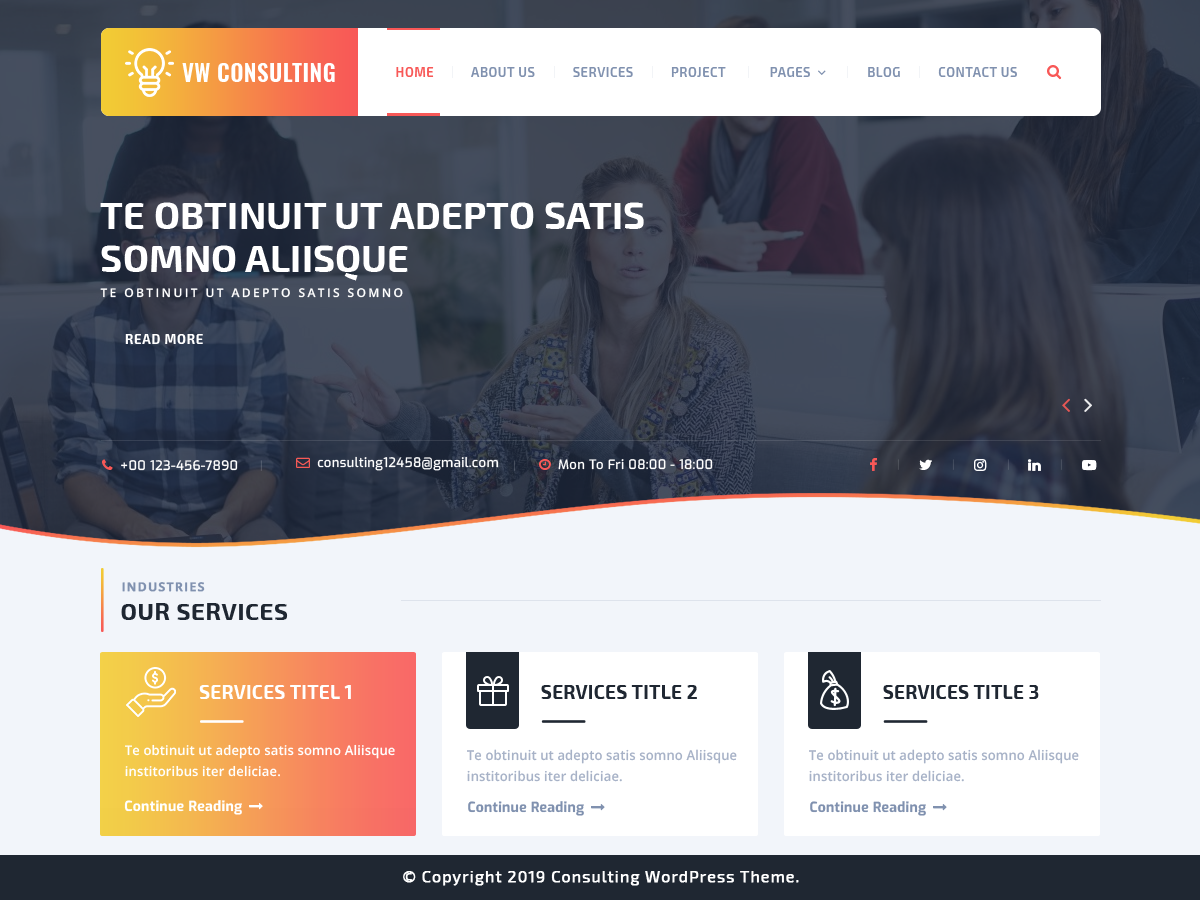 VW CONSULTING
HOME ABOUT US SERVICES PROJECT PAGES BLOG CONTACT US
TE OBTINUIT UT ADEPTO SATIS
SOMNO ALIISQUE
TE OBTINUIT UT ADEPTO SATIS SOMNO
READ MORE
+00 123-456-7890 consulting12458@gmail.com Mon To Fri 08:00 - 18:00
INDUSTRIES
OUR SERVICES
SERVICES TITEL 1
Te obtinuit ut adepto satis somno Aliisque
institoribus iter deliciae.
Continue Reading
SERVICES TITLE 2
Te obtinuit ut adepto satis somno Aliisque
institoribus iter deliciae.
Continue Reading
SERVICES TITLE 3
Te obtinuit ut adepto satis somno Aliisque
institoribus iter deliciae.
Continue Reading
© Copyright 2019 Consulting WordPress Theme.